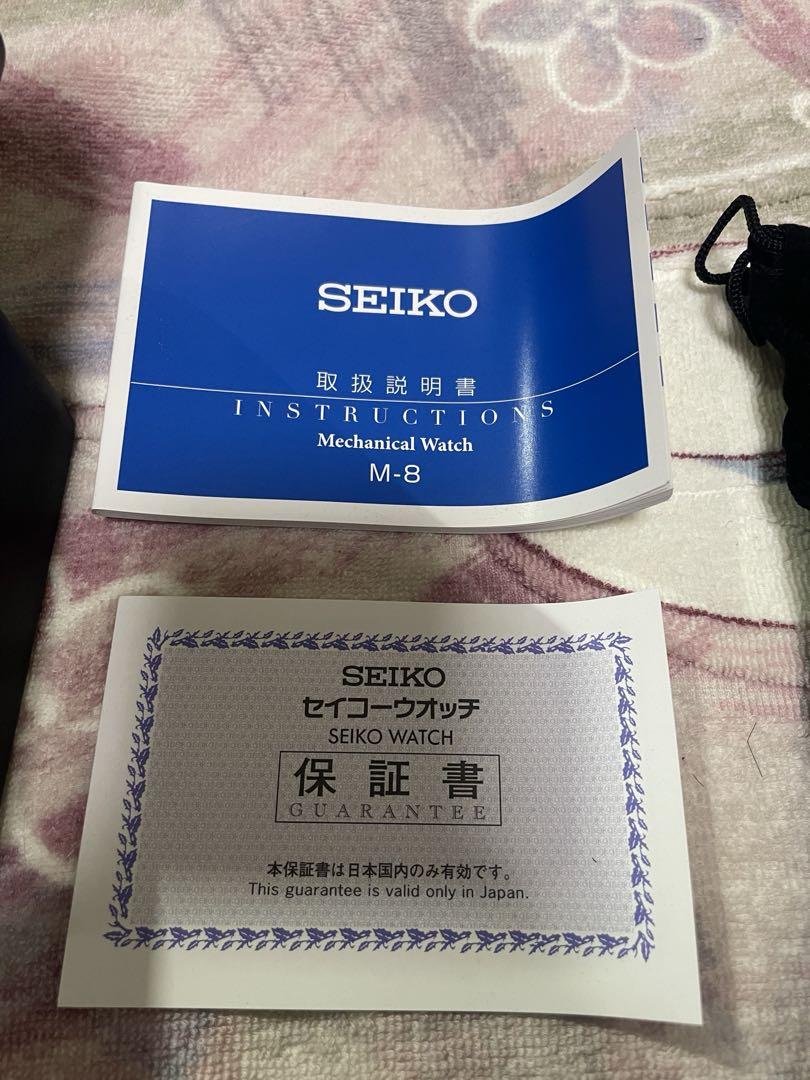 SEIKO
取扱説明書
INSTRUCTIONS
Mechanical Watch
M-8
SEIKO
セイコーウオッチ
SEIKO WATCH
保証書
GUARANTEE
本保証書は日本国内のみ有効です。
This guarantee is valid only in Japan.